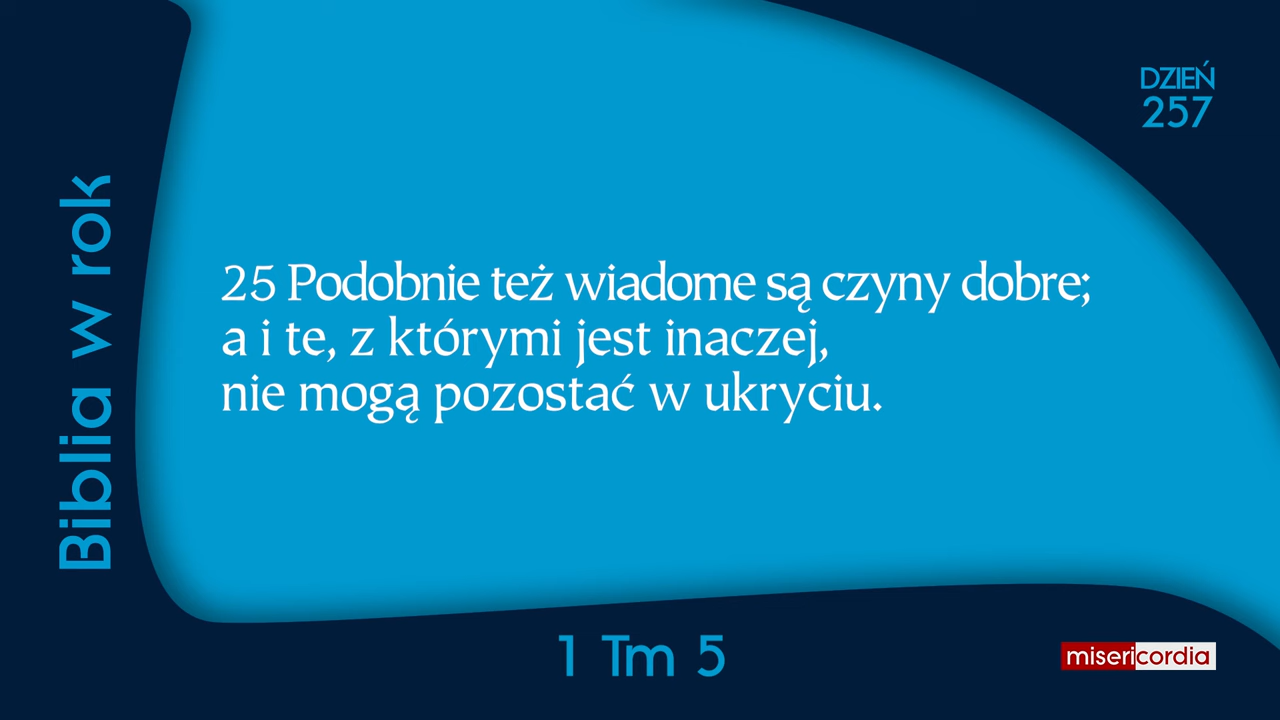 DZIEŃ
257
Biblia w rok
25 Podobnie też wiadome są czyny dobre;
a i te, z którymi jest inaczej,
nie mogą pozostać w ukryciu.
1 Tm 5
misericordia